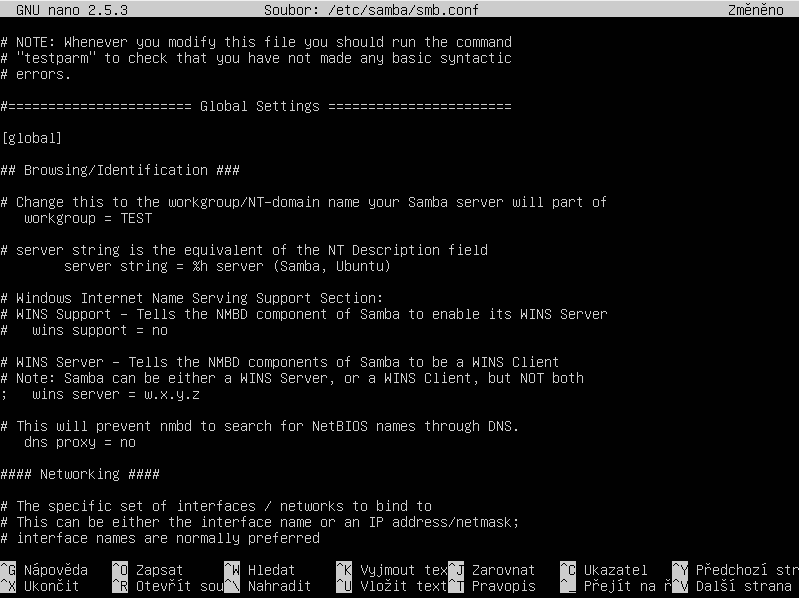 GNU nano 2.5.3 Soubor: /etc/samba/smb.conf Změněno
# NOTE: Whenever you modify this file you should run the command
# "testparm" to check that you have not made any basic syntactic
# errors.
#======================= Global Settings =======================
[global]
## Browsing/Identification ###
# Change this to the workgroup/NT-domain name your Samba server will part of
   workgroup = TEST
# server string is the equivalent of the NT Description field
        server string = %h server (Samba, Ubuntu)
# Windows Internet Name Serving Support Section:
# WINS Support - Tells the NMBD component of Samba to enable its WINS Server
#   wins support = no
# WINS Server - Tells the NMBD components of Samba to be a WINS Client
# Note: Samba can be either a WINS Server, or a WINS Client, but NOT both
;   wins server = w.x.y.z
# This will prevent nmbd to search for NetBIOS names through DNS.
   dns proxy = no
#### Networking ####
# The specific set of interfaces / networks to bind to
# This can be either the interface name or an IP address/netmask;
# interface names are normally preferred
^G Nápověda ^O Zapsat ^W Hledat ^K Vyjmout tex^J Zarovnat ^C Ukazatel ^Y Předchozí str
^X Ukončit ^R Otevřít sou^\ Nahradit ^U Vložit text^T Pravopis ^_ Přejít na ř^V Další strana